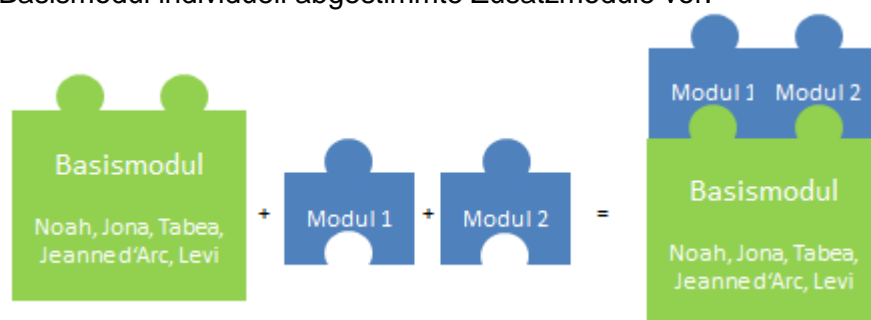 Basismodul individuell abgestimmte Zusatzmodule vor.
Basismodul
Noah, Jona, Tabea,
Jeanne d'Arc, Levi
+
Modul 1
+
Modul 2
=
Modul 1
Modul 2
Basismodul
Noah, Jona, Tabea,
Jeanne d'Arc, Levi